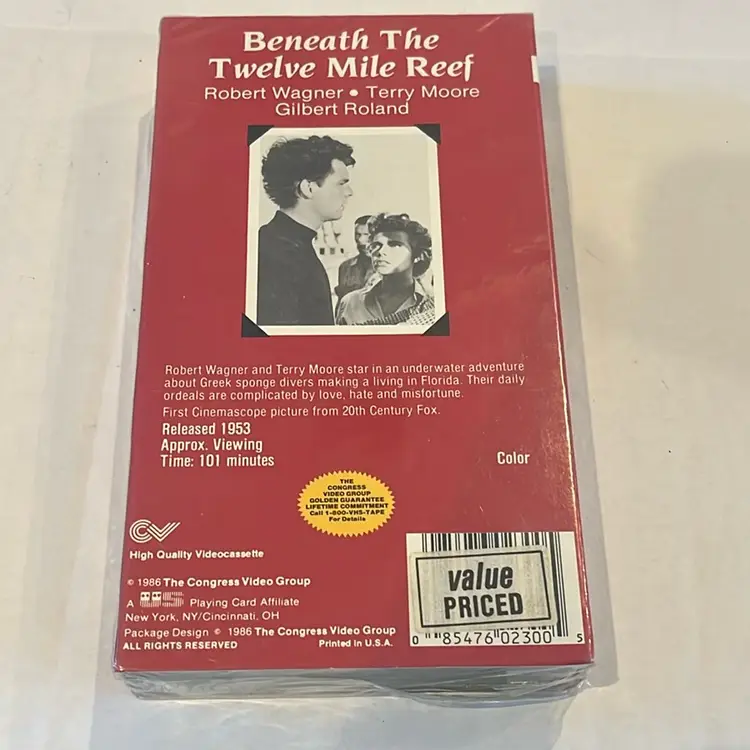 Beneath The
Twelve Mile Reef
Robert Wagner • Terry Moore
Gilbert Roland
Robert Wagner and Terry Moore star in an underwater adventure
about Greek sponge divers making a living in Florida. Their daily
ordeals are complicated by love, hate and misfortune.
First Cinemascope picture from 20th Century Fox.
Released 1953
Approx. Viewing
Time: 101 minutes
Color
THE
CONGRESS
VIDEO GROUP
GOLDEN GUARANTEE
LIFETIME COMMITMENT
Call 1-800-VHS-TAPE
For Details
CV
High Quality Videocassette
© 1986 The Congress Video Group
A US Playing Card Affiliate
New York, NY/Cincinnati, OH
Package Design © 1986 The Congress Video Group
ALL RIGHTS RESERVED
Printed in U.S.A.
value
PRICED
0 85476 02300 5